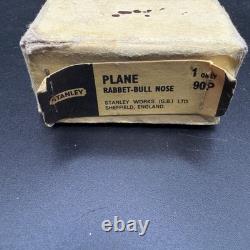 STANLEY
PLANE
RABBET-BULL NOSE
STANLEY WORKS (G.B.) LTD
SHEFFIELD, ENGLAND.
1 ONLY
90P